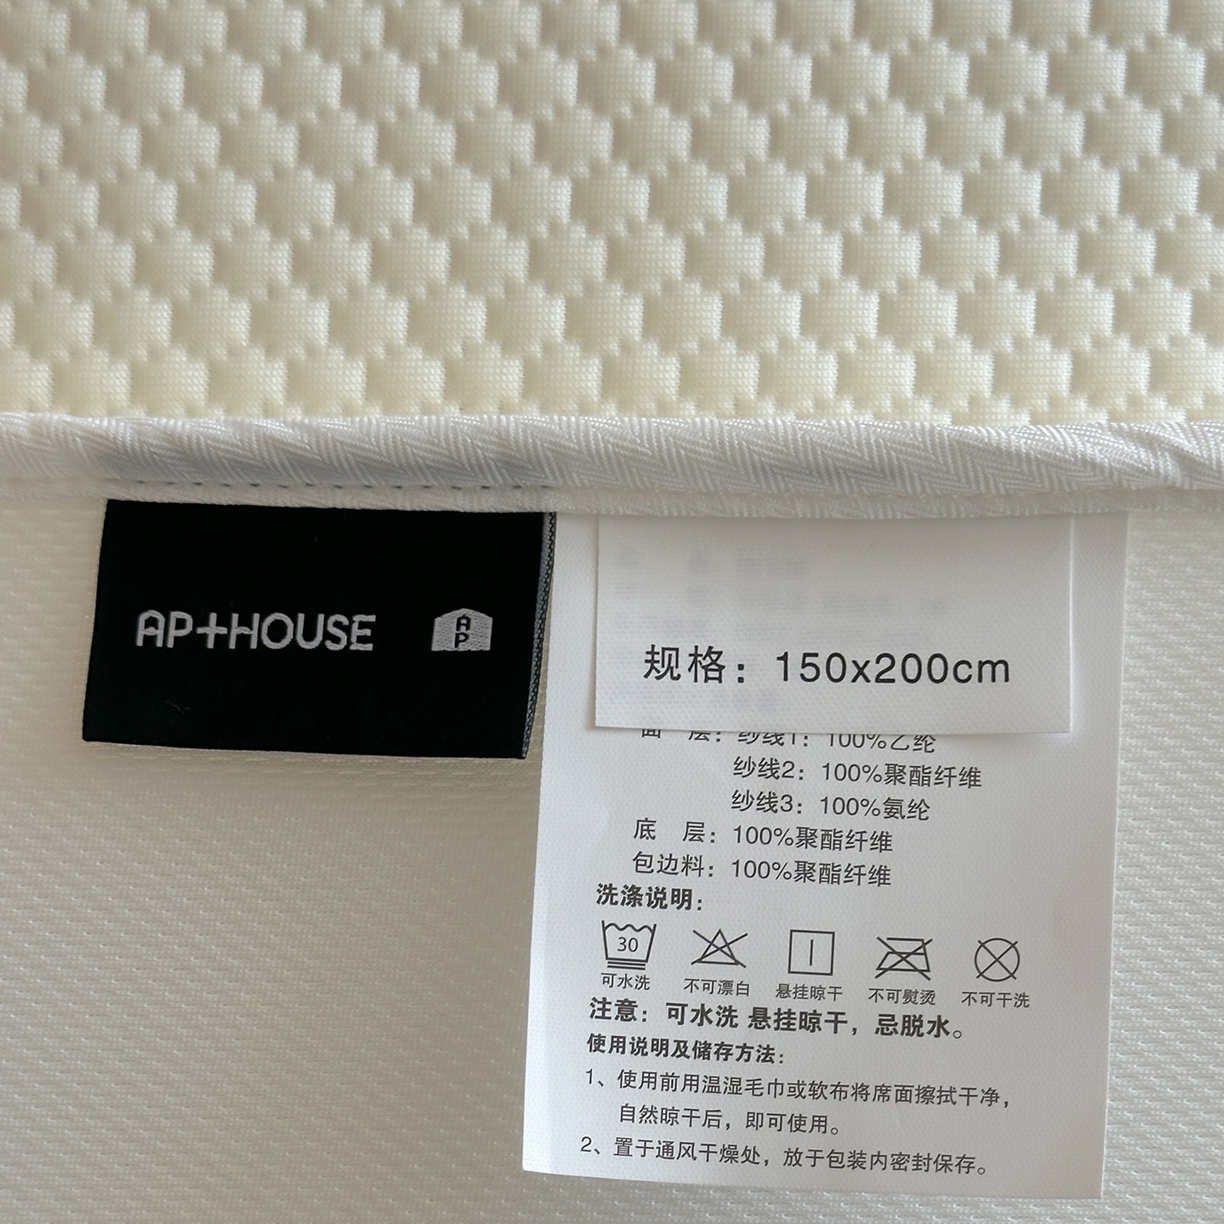 AP+HOUSE
AP
规格：150x200cm
面　层：纱线1：100%乙纶
纱线2：100%聚酯纤维
纱线3：100%氨纶
底　层：100%聚酯纤维
包边料：100%聚酯纤维
洗涤说明：
30
可水洗 不可漂白 悬挂晾干 不可熨烫 不可干洗
注意：可水洗 悬挂晾干，忌脱水。
使用说明及储存方法：
1、使用前用温湿毛巾或软布将席面擦拭干净，
自然晾干后，即可使用。
2、置于通风干燥处，放于包装内密封保存。